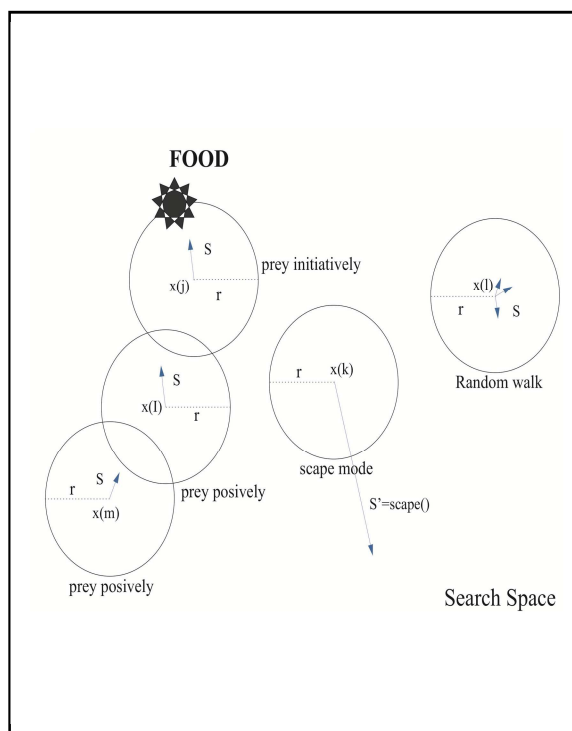 FOOD
S
x(j)
r
prey initiatively
x(l)
r
S
Random walk
S
x(I)
r
prey posively
r
x(k)
scape mode
S'=scape()
S
r
x(m)
prey posively
Search Space